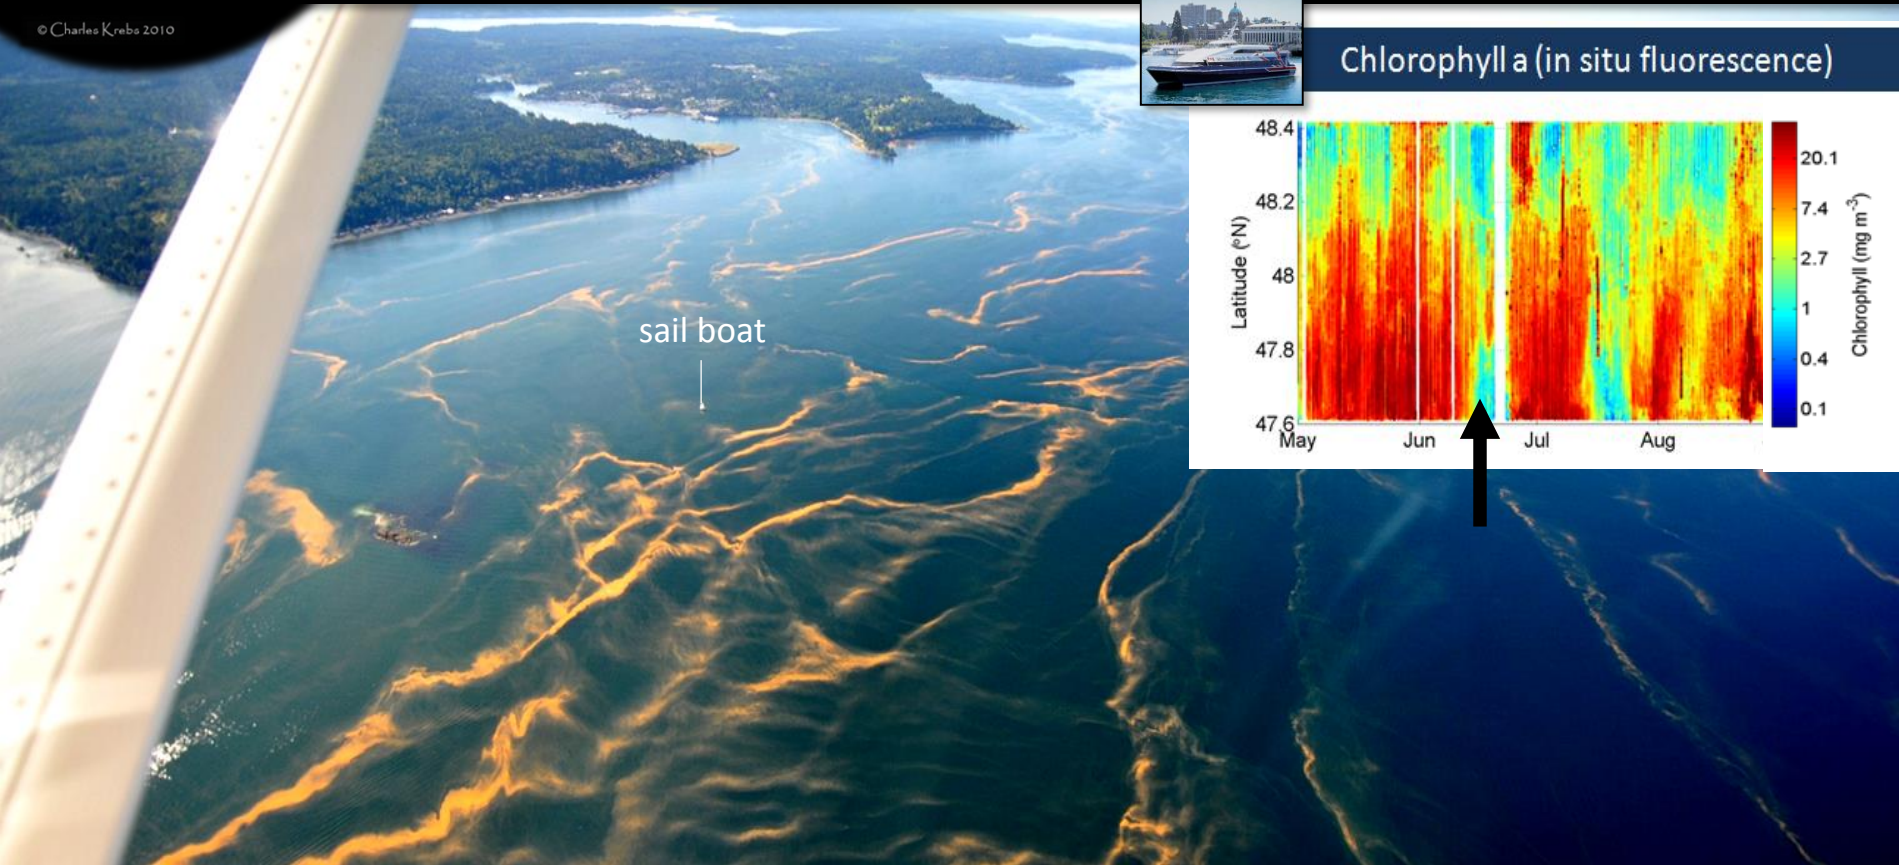 © Charles Krebs 2010
Chlorophyll a (in situ fluorescence)
sail boat
Latitude (ºN)
48.4
48.2
48
47.8
47.6
May Jun Jul Aug
20.1
7.4
2.7
1
0.4
0.1
Chlorophyll (mg m⁻³)